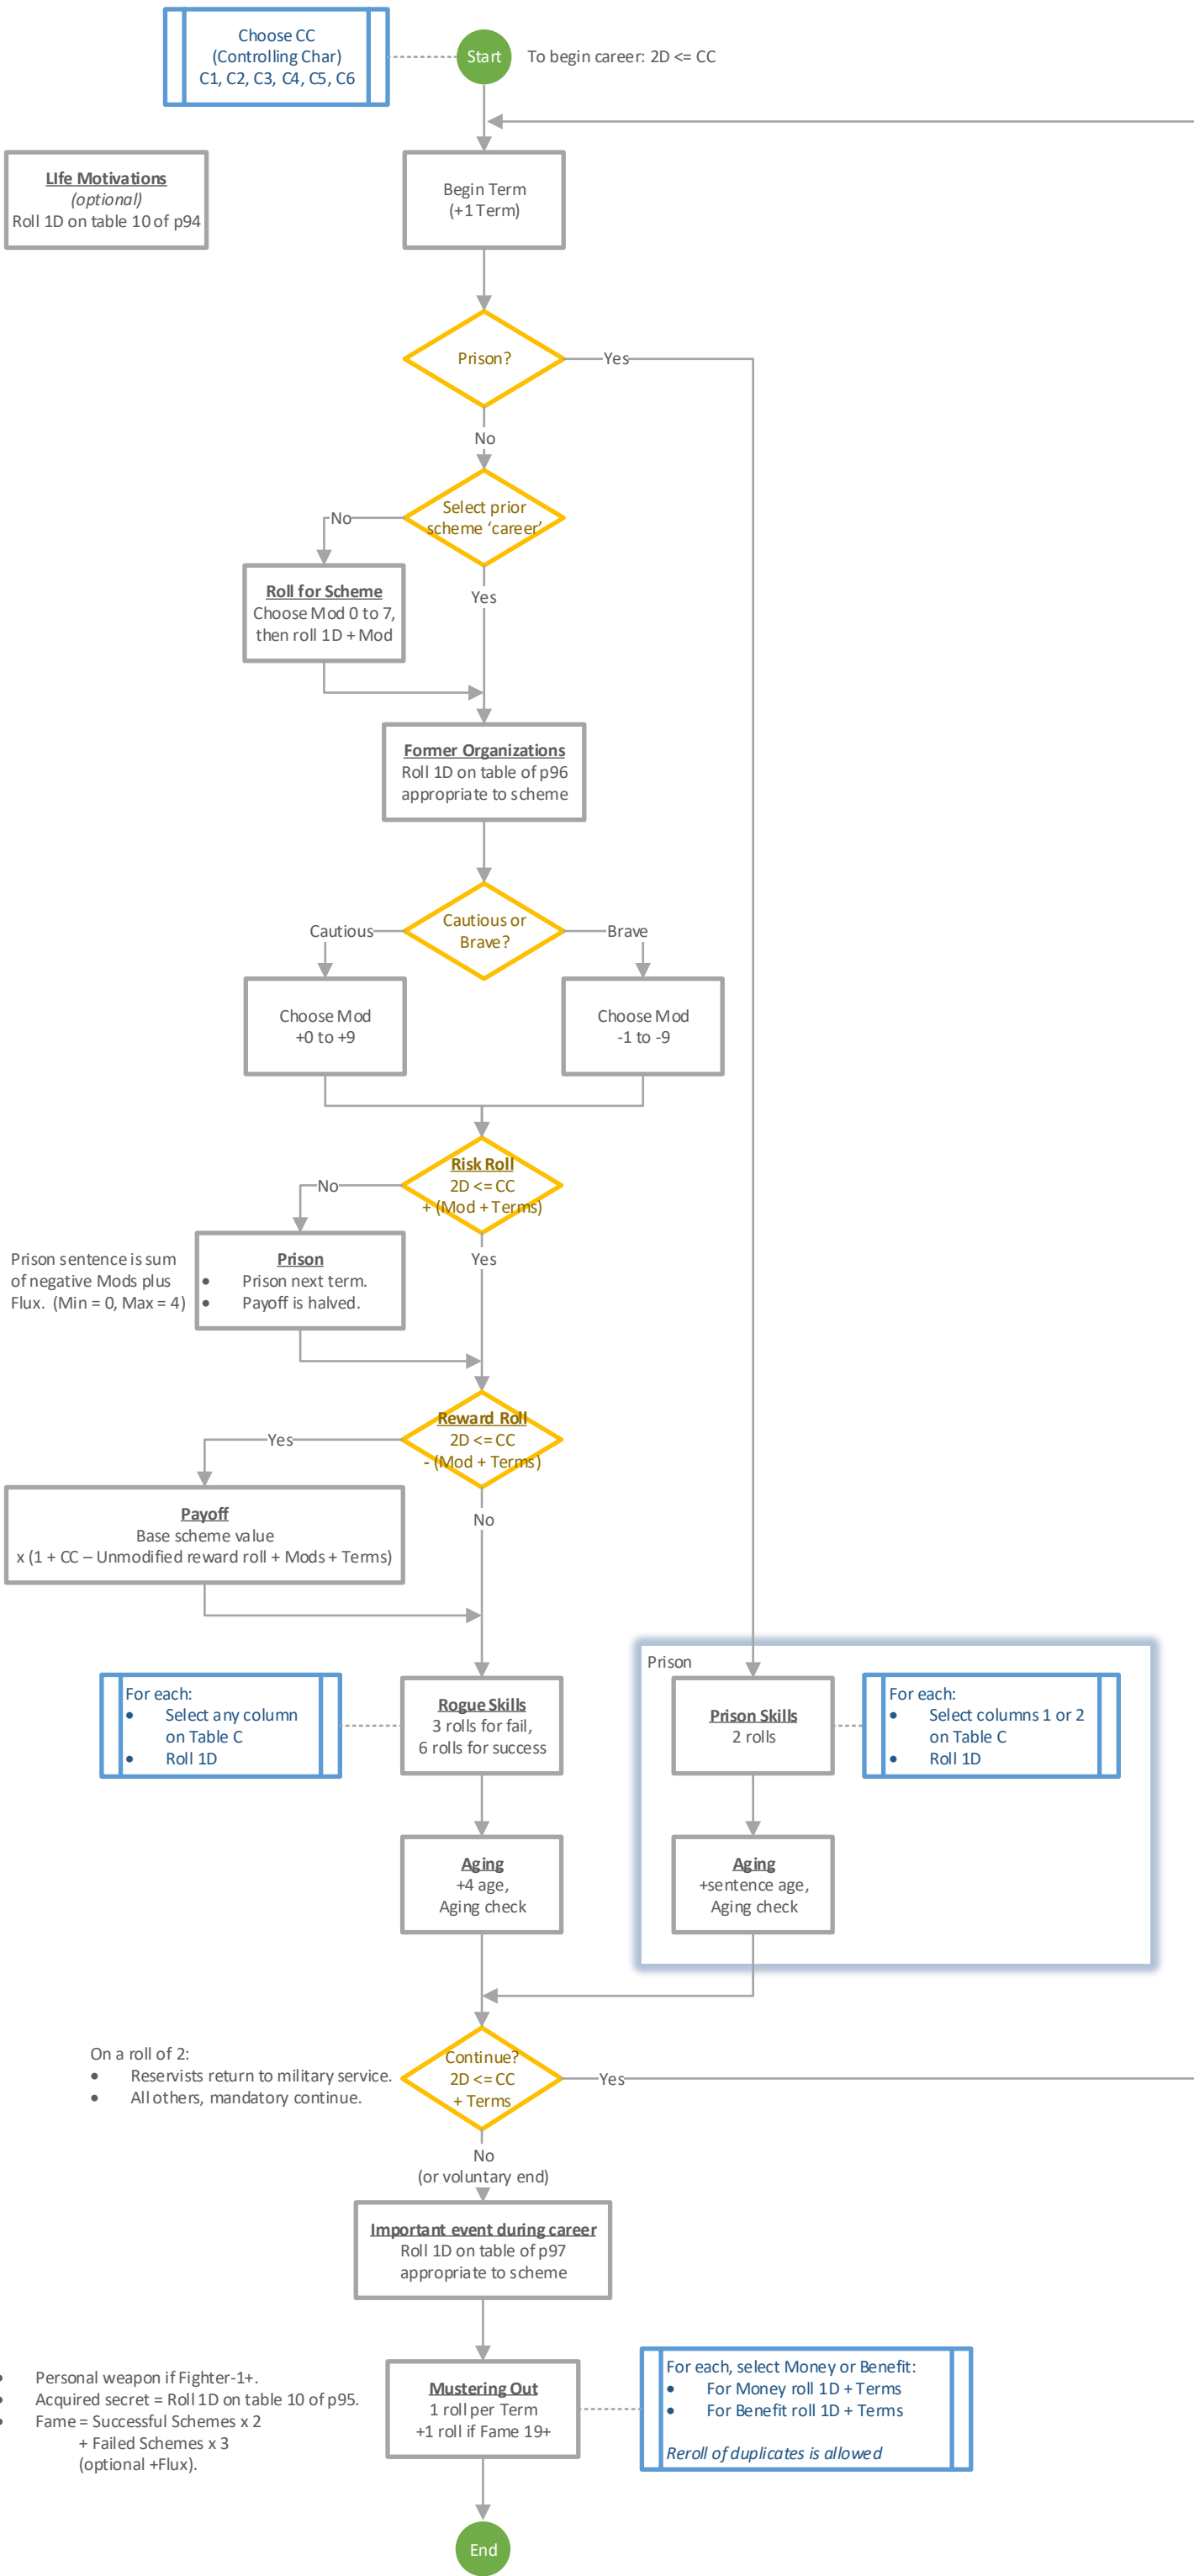 Choose CC
(Controlling Char)
C1, C2, C3, C4, C5, C6
Start
To begin career: 2D <= CC
LIfe Motivations
(optional)
Roll 1D on table 10 of p94
Begin Term
(+1 Term)
Prison?
Yes
No
Select prior
scheme ‘career’
No
Roll for Scheme
Choose Mod 0 to 7,
then roll 1D + Mod
Yes
Former Organizations
Roll 1D on table of p96
appropriate to scheme
Cautious or
Brave?
Cautious
Brave
Choose Mod
+0 to +9
Choose Mod
-1 to -9
Risk Roll
2D <= CC
+ (Mod + Terms)
No
Yes
Prison sentence is sum
of negative Mods plus
Flux. (Min = 0, Max = 4)
Prison
• Prison next term.
• Payoff is halved.
Reward Roll
2D <= CC
- (Mod + Terms)
Yes
No
Payoff
Base scheme value
x (1 + CC – Unmodified reward roll + Mods + Terms)
For each:
• Select any column
on Table C
• Roll 1D
Rogue Skills
3 rolls for fail,
6 rolls for success
Prison
Prison Skills
2 rolls
For each:
• Select columns 1 or 2
on Table C
• Roll 1D
Aging
+4 age,
Aging check
Aging
+sentence age,
Aging check
On a roll of 2:
• Reservists return to military service.
• All others, mandatory continue.
Continue?
2D <= CC
+ Terms
Yes
No
(or voluntary end)
Important event during career
Roll 1D on table of p97
appropriate to scheme
• Personal weapon if Fighter-1+.
• Acquired secret = Roll 1D on table 10 of p95.
• Fame = Successful Schemes x 2
+ Failed Schemes x 3
(optional +Flux).
Mustering Out
1 roll per Term
+1 roll if Fame 19+
For each, select Money or Benefit:
• For Money roll 1D + Terms
• For Benefit roll 1D + Terms
Reroll of duplicates is allowed
End